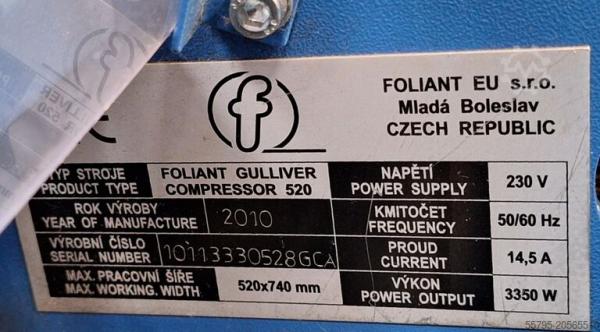 FOLIANT EU s.r.o.
Mladá Boleslav
CZECH REPUBLIC
TYP STROJE
PRODUCT TYPE
FOLIANT GULLIVER
COMPRESSOR 520
NAPĚTÍ
POWER SUPPLY
230 V
ROK VÝROBY
YEAR OF MANUFACTURE
2010
KMITOČET
FREQUENCY
50/60 Hz
VÝROBNÍ ČÍSLO
SERIAL NUMBER
10113330528GCA
PROUD
CURRENT
14,5 A
MAX. PRACOVNÍ ŠÍŘE
MAX. WORKING. WIDTH
520x740 mm
VÝKON
POWER OUTPUT
3350 W